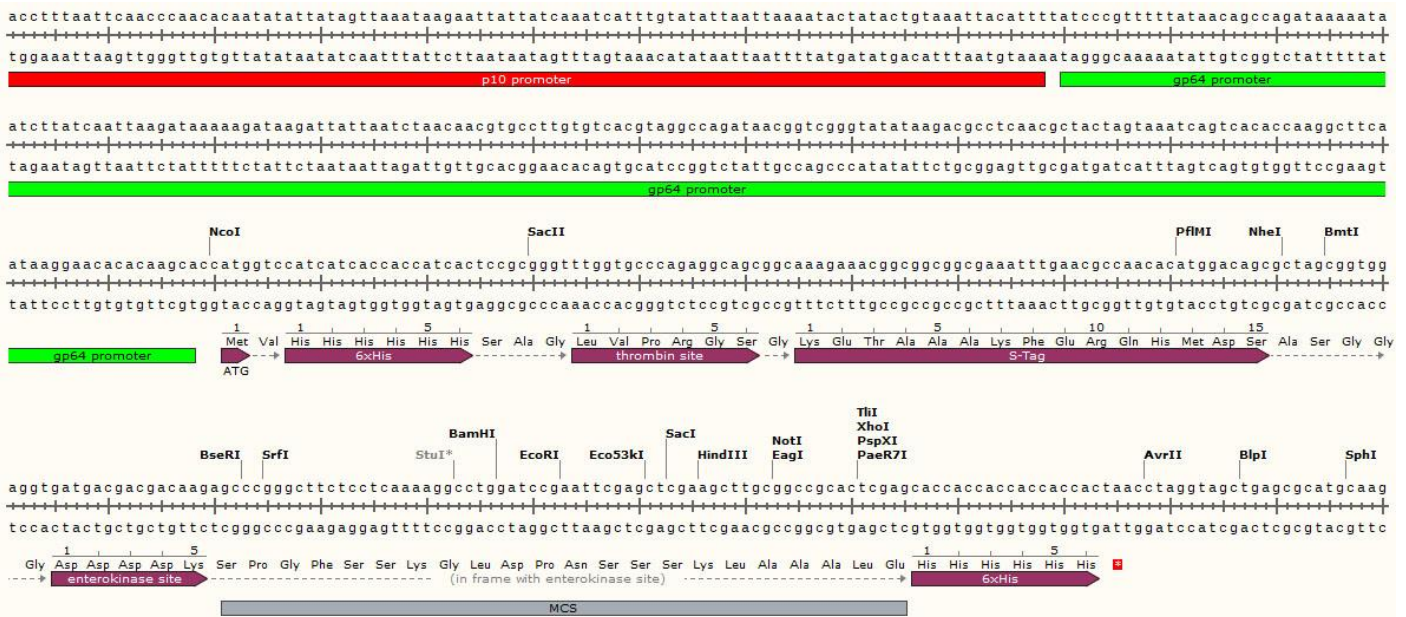 acctttaattcaacccaacacaatatattatagttaaataagaattattatcaaatcatttgtatattaattaaaatactatactgtaaattacattttatcccgtttttataacagccagataaaaata
tggaaattaagttgggttgtgttatataatatcaatttattcttaataatagtttagtaaacatataattaattttatgatatgacatttaatgtaaaatagggcaaaaatattgtcggtctatttttat
p10 promoter gp64 promoter
atcttatcaattaagataaaaagataagattattaatctaacaacgtgccttgtgtcacgtaggccagataacggtcgggtatataagacgcctcaacgctactagtaaatcagtcacaccaaggcttca
tagaatagttaattctatttttctattctaataattagattgttgcacggaacacagtgcatccggtctattgccagcccatatattctgcggagttgcgatgatcatttagtcagtgtggttccgaagt
gp64 promoter
NcoI SacII PflMI NheI BmtI
ataaggaacacacaagcaccatggtccatcatcaccaccatcactccgcgggtttggtgcccagaggcagcggcaaagaaacggcggcggcgaaatttgaacgccaacacatggacagcgctagcggtgg
tattccttgtgtgttcgtggtaccaggtagtagtggtggtagtgaggcgcccaaaccacgggtctccgtcgccgtttctttgccgccgccgctttaaacttgcggttgtgtacctgtcgcgatcgccacc
1 1 5 1 5 1 5 10 15
Met Val His His His His His His Ser Ala Gly Leu Val Pro Arg Gly Ser Gly Lys Glu Thr Ala Ala Ala Lys Phe Glu Arg Gln His Met Asp Ser Ala Ser Gly Gly
gp64 promoter 6xHis thrombin site S-Tag
ATG
TliI
XhoI
BamHI SacI NotI PspXI
BseRI SrfI StuI* EcoRI Eco53kI HindIII EagI PaeR7I AvrII BlpI SphI
aggtgatgacgacgacaagagcccgggcttctcctcaaaaggcctggatccgaattcgagctcgaagcttgcggccgcactcgagcaccaccaccaccaccactaacctaggtagctgagcgcatgcaag
tccactactgctgctgttctcgggcccgaagaggagttttccggacctaggcttaagctcgagcttcgaacgccggcgtgagctcgtggtggtggtggtggtgattggatccatcgactcgcgtacgttc
1 5 1 5
Gly Asp Asp Asp Asp Lys Ser Pro Gly Phe Ser Ser Lys Gly Leu Asp Pro Asn Ser Ser Ser Lys Leu Ala Ala Ala Leu Glu His His His His His His *
enterokinase site (in frame with enterokinase site) 6xHis
MCS